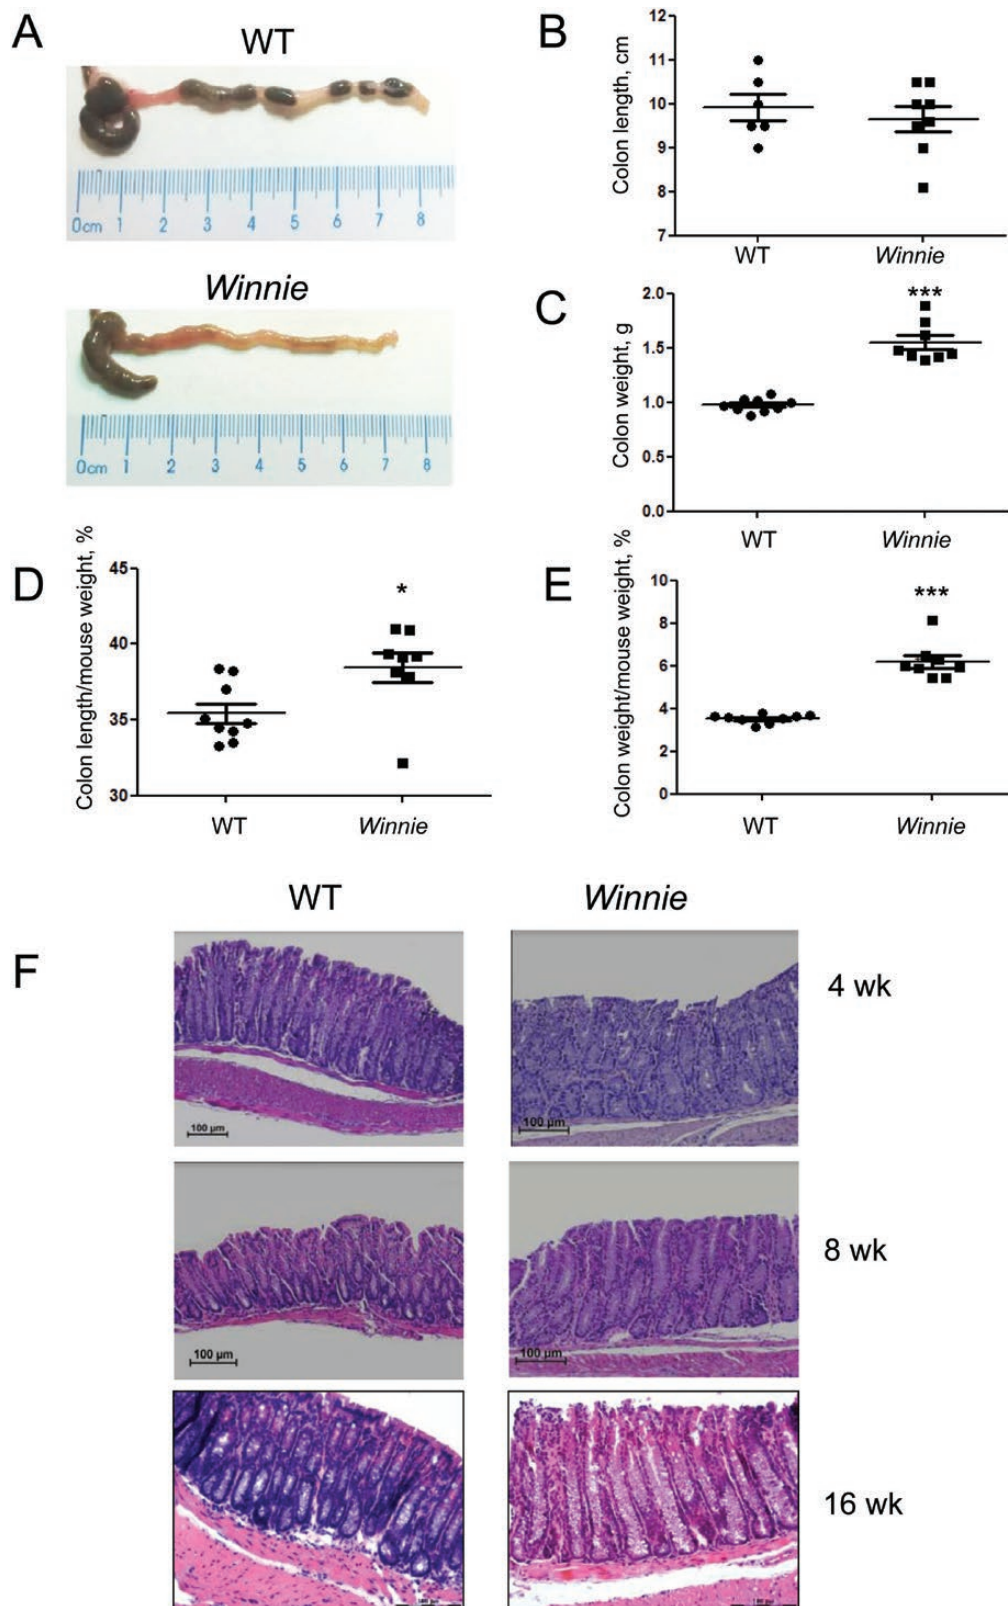 A
WT
0cm 1 2 3 4 5 6 7 8
Winnie
0cm 1 2 3 4 5 6 7 8
B
Colon length, cm
12
11
10
9
8
7
WT Winnie
C
Colon weight, g
2.0
1.5
1.0
0.5
0.0
***
WT Winnie
D
Colon length/mouse weight, %
45
40
35
30
*
WT Winnie
E
Colon weight/mouse weight, %
10
8
6
4
2
0
***
WT Winnie
F
WT Winnie
100 µm
100 µm
4 wk
100 µm
100 µm
8 wk
16 wk